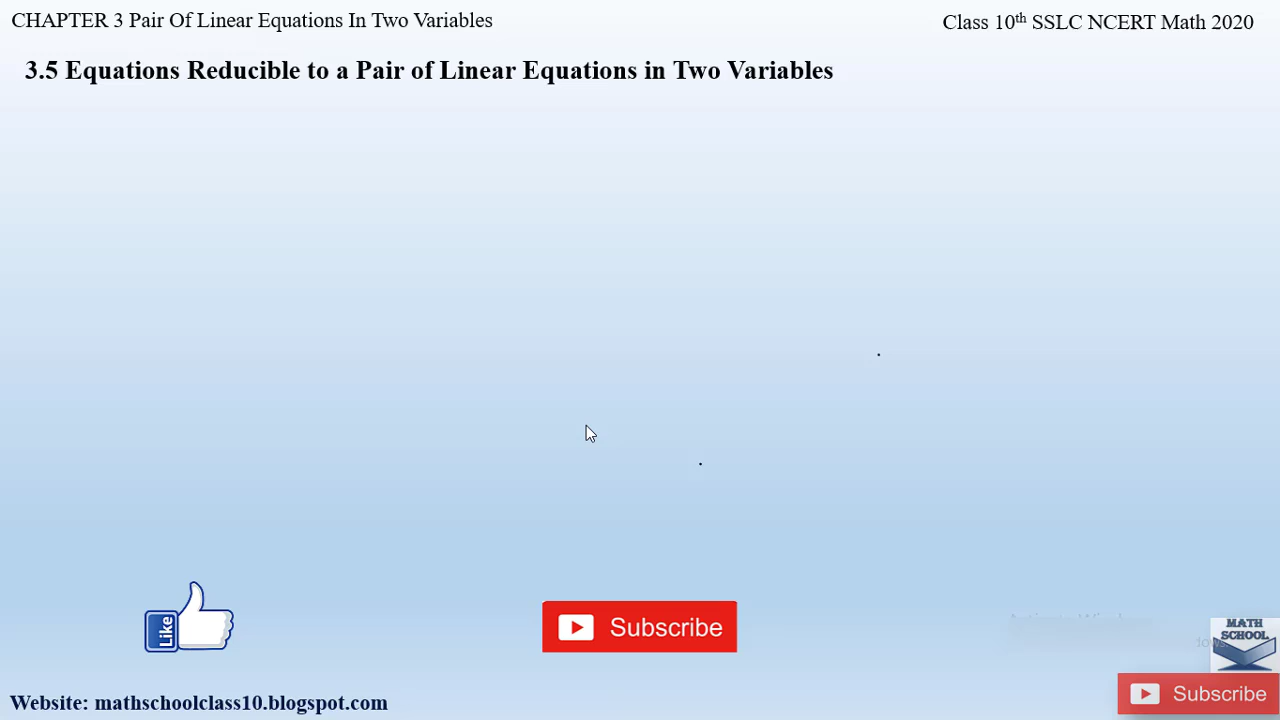 CHAPTER 3 Pair Of Linear Equations In Two Variables
Class 10th SSLC NCERT Math 2020
3.5 Equations Reducible to a Pair of Linear Equations in Two Variables
Like
Subscribe
MATH
SCHOOL
Subscribe
Website: mathschoolclass10.blogspot.com